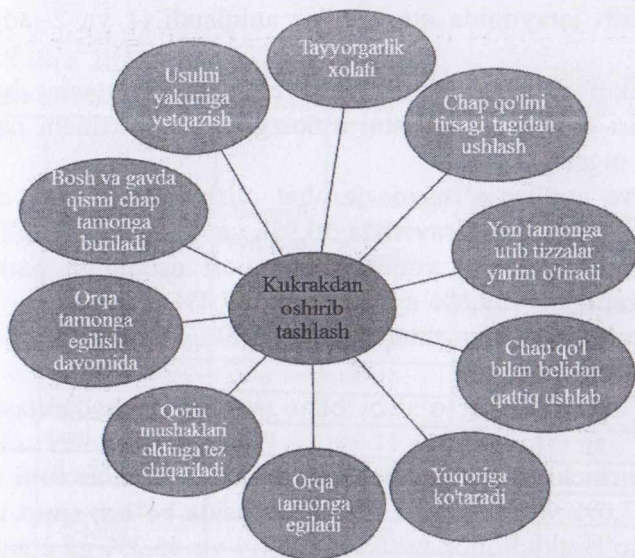 Tayyorgarlik
xolati
Chap qo'lini
tirsagi tagidan
ushlash
Yon tamonga
utib tizzalar
yarim o'tiradi
Chap qo'l
bilan belidan
qattiq ushlab
Yuqoriga
ko'taradi
Orqa
tamonga
egiladi
Qorin
mushaklari
oldinga tez
chiqariladi
Orqa
tamonga
egilish
davomida
Bosh va gavda
qismi chap
tamonga
buriladi
Usulni
yakuniga
yetqazish
Kukrakdan
oshirib
tashlash